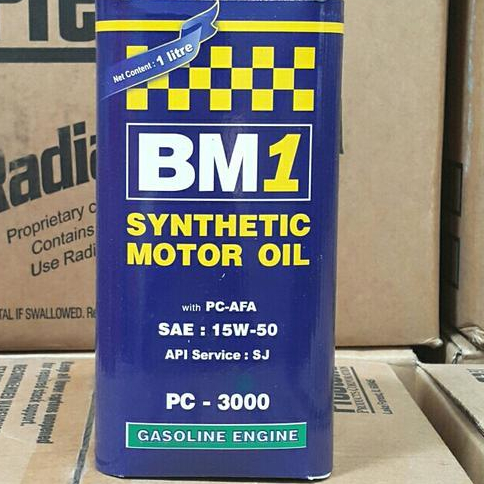 Net Content : 1 litre
BM1
SYNTHETIC
MOTOR OIL
with PC-AFA
SAE : 15W-50
API Service : SJ
PC - 3000
GASOLINE ENGINE
Proprietary
Contains
Use Radi
TAL IF SWALLOWED.